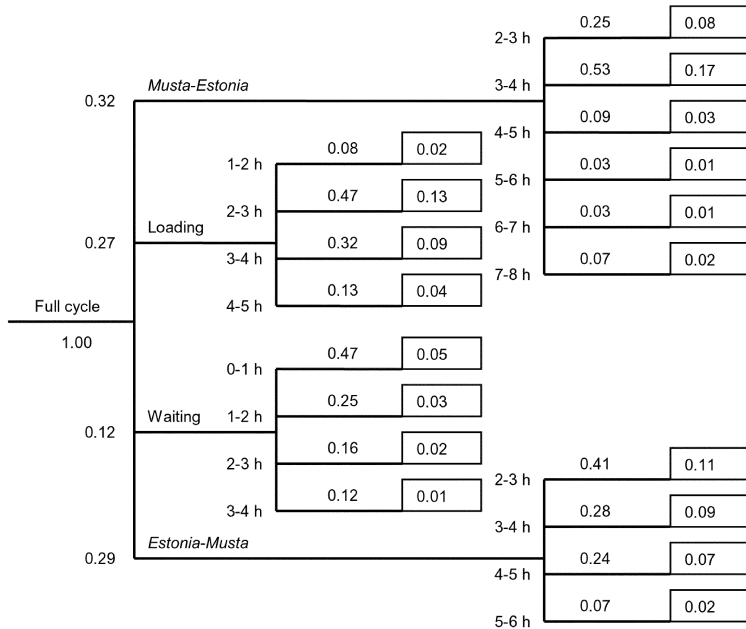 0.25 0.08
2-3 h
Musta-Estonia 0.53 0.17
3-4 h
0.32
0.09 0.03
4-5 h
0.08 0.02
1-2 h
0.03 0.01
5-6 h
0.47 0.13
2-3 h
0.03 0.01
6-7 h
Loading
0.27
0.32 0.09
3-4 h
0.07 0.02
7-8 h
0.13 0.04
4-5 h
Full cycle
1.00
0.47 0.05
0-1 h
0.25 0.03
Waiting 1-2 h
0.12
0.16 0.02
2-3 h
0.41 0.11
2-3 h
0.12 0.01
3-4 h
0.28 0.09
3-4 h
Estonia-Musta
0.29
0.24 0.07
4-5 h
0.07 0.02
5-6 h